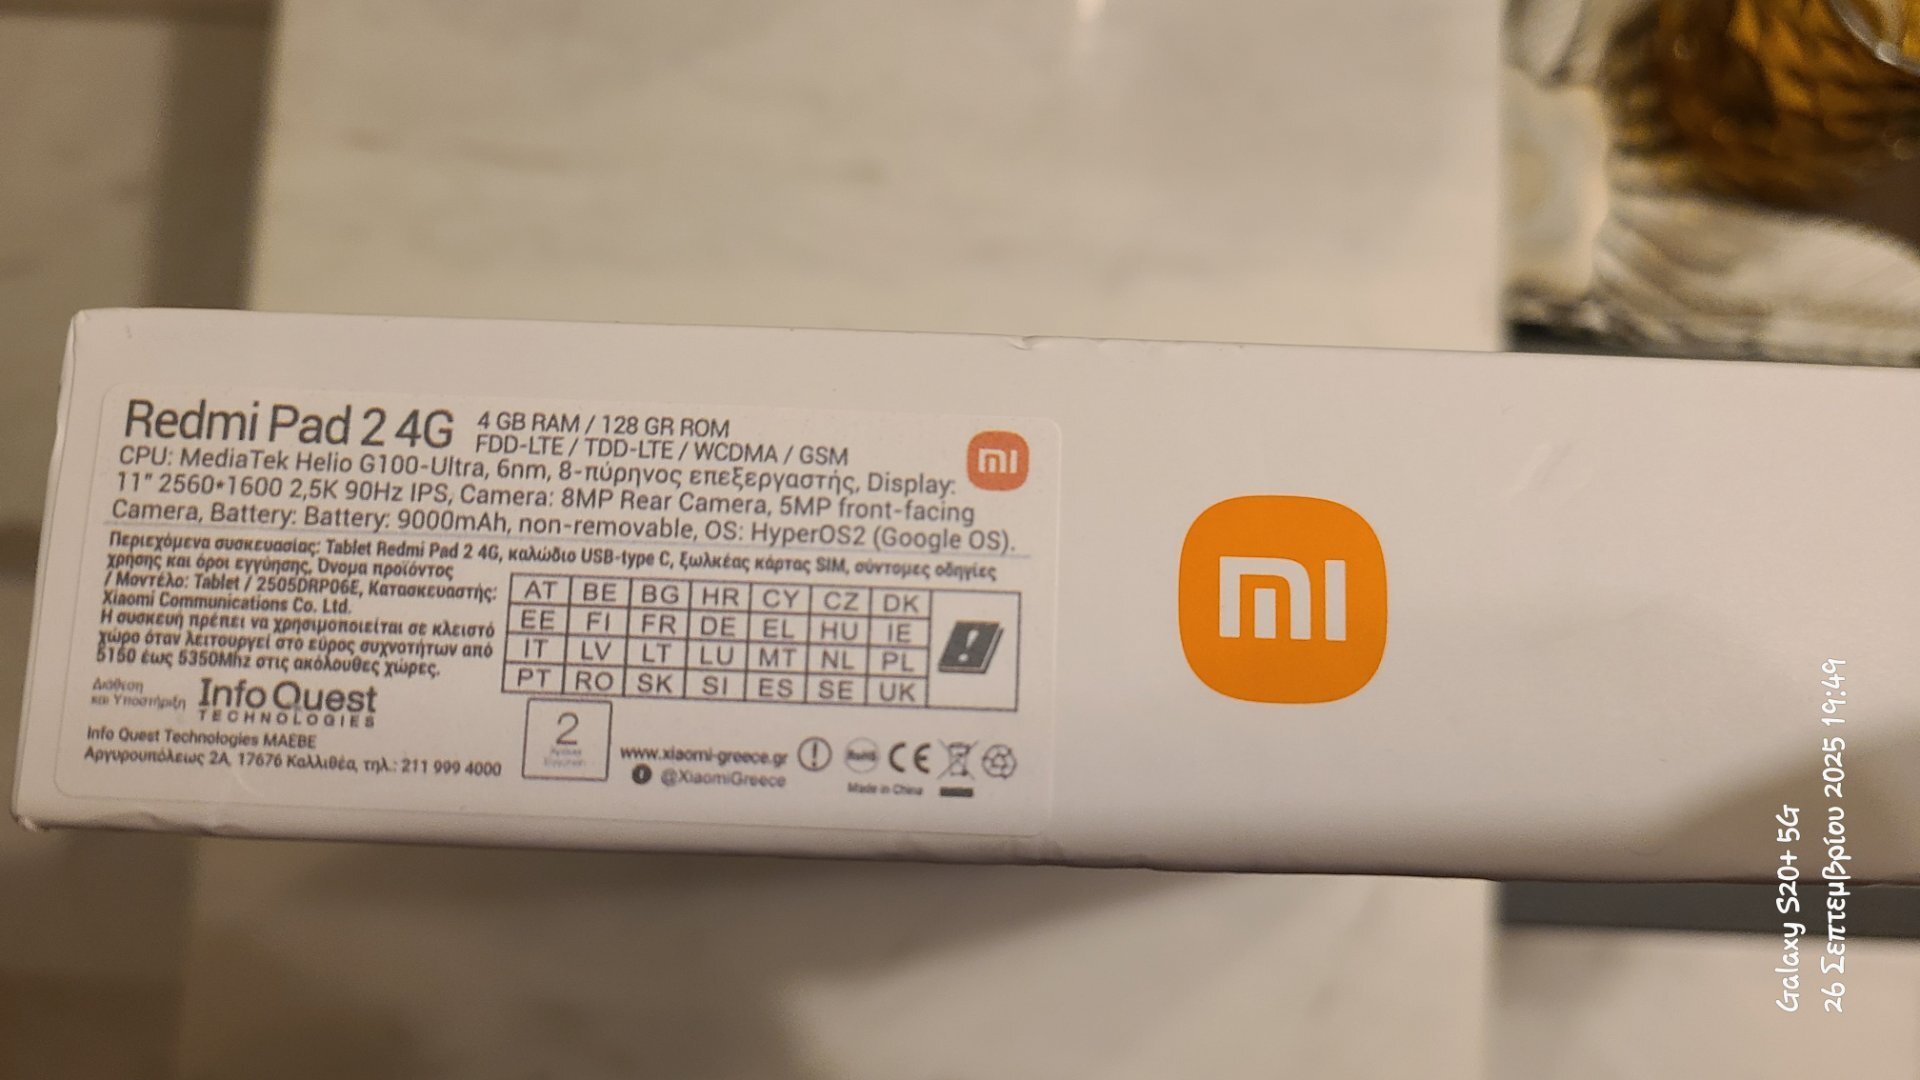 Redmi Pad 2 4G
4 GB RAM / 128 GR ROM
FDD-LTE / TDD-LTE / WCDMA / GSM
CPU: MediaTek Helio G100-Ultra, 6nm, 8-πύρηνος επεξεργαστής, Display:
11" 2560*1600 2,5K 90Hz IPS, Camera: 8MP Rear Camera, 5MP front-facing
Camera, Battery: Battery: 9000mAh, non-removable, OS: HyperOS2 (Google OS).
Περιεχόμενα συσκευασίας: Tablet Redmi Pad 2 4G, καλώδιο USB-type C, ξωλκέας κάρτας SIM, σύντομες οδηγίες
χρήσης και όροι εγγύησης, Όνομα προϊόντος
/ Μοντέλο: Tablet / 2505DRP06E, Κατασκευαστής:
Xiaomi Communications Co. Ltd.
Η συσκευή πρέπει να χρησιμοποιείται σε κλειστό
χώρο όταν λειτουργεί στο εύρος συχνοτήτων από
5150 έως 5350Mhz στις ακόλουθες χώρες.
AT BE BG HR CY CZ DK
EE FI FR DE EL HU IE
IT LV LT LU MT NL PL
PT RO SK SI ES SE UK
Διάθεση
και Υποστήριξη
Info Quest
TECHNOLOGIES
Info Quest Technologies ΜΑΕΒΕ
Αργυρουπόλεως 2Α, 17676 Καλλιθέα, τηλ.: 211 999 4000
2
www.xiaomi-greece.gr
@XiaomiGreece
RoHS
CE
Made in China
mi
mi
Galaxy S20+ 5G
26 Σεπτεμβρίου 2025 19:49